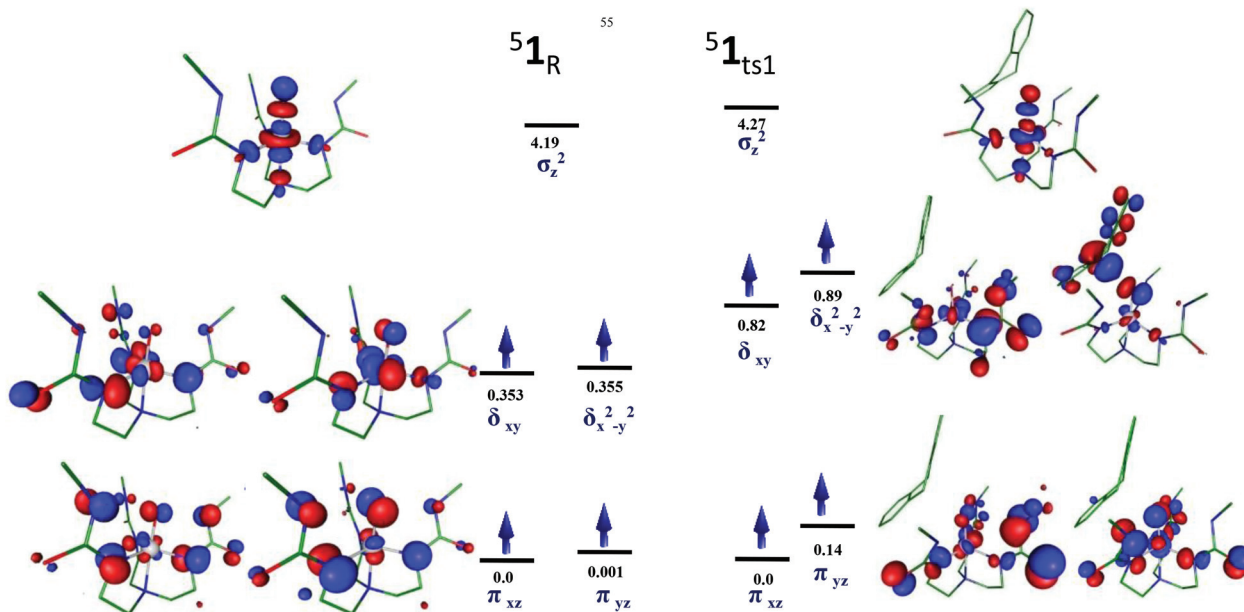 55
⁵1R
⁵1ts1
4.19
σz²
4.27
σz²
0.353
δxy
0.355
δx²-y²
0.82
δxy
0.89
δx²-y²
0.0
πxz
0.001
πyz
0.0
πxz
0.14
πyz